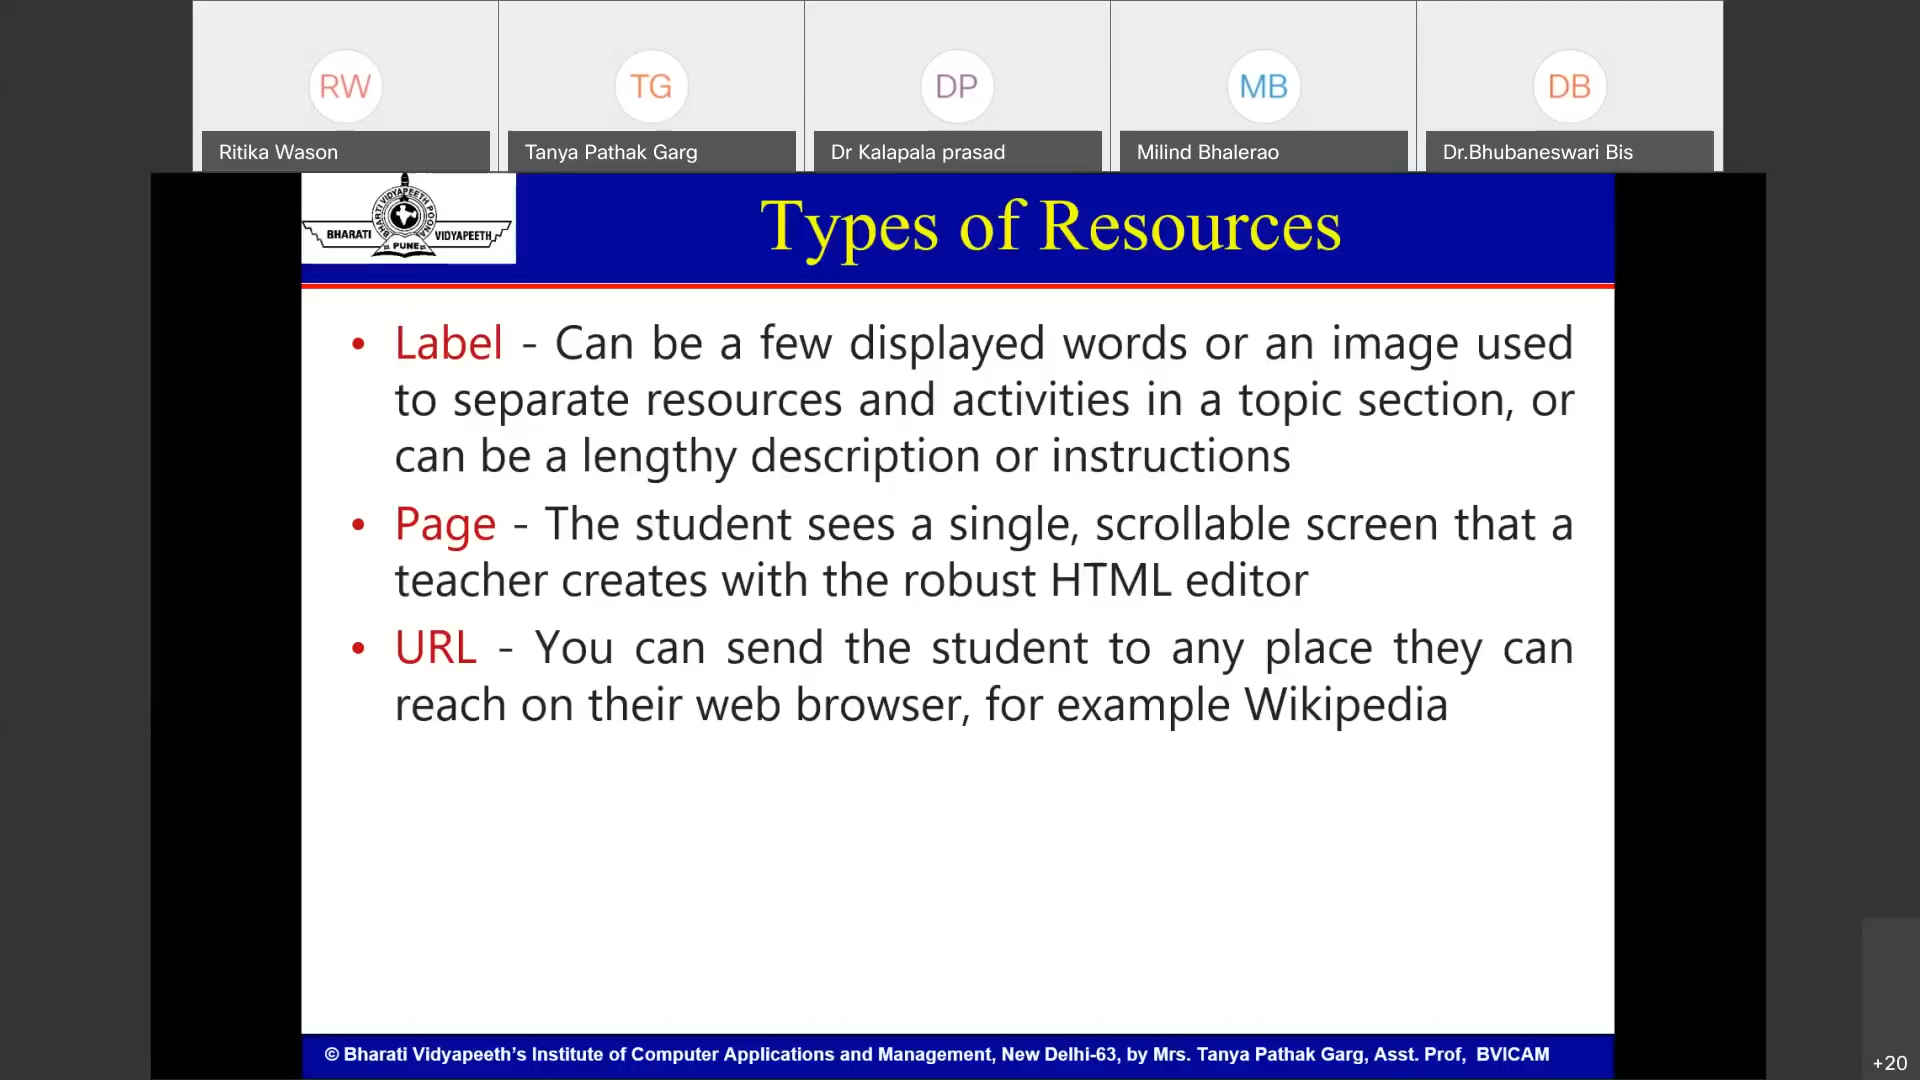 RW TG DP MB DB
Ritika Wason Tanya Pathak Garg Dr Kalapala prasad Milind Bhalerao Dr.Bhubaneswari Bis
BHARATI VIDYAPEETH POONA
BHARATI VIDYAPEETH
PUNE
Types of Resources
• Label - Can be a few displayed words or an image used
to separate resources and activities in a topic section, or
can be a lengthy description or instructions
• Page - The student sees a single, scrollable screen that a
teacher creates with the robust HTML editor
• URL - You can send the student to any place they can
reach on their web browser, for example Wikipedia
© Bharati Vidyapeeth’s Institute of Computer Applications and Management, New Delhi-63, by Mrs. Tanya Pathak Garg, Asst. Prof, BVICAM
+20